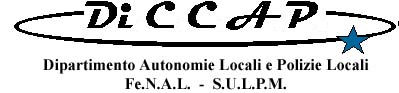 DiCCAP
Dipartimento Autonomie Locali e Polizie Locali
Fe.N.A.L. - S.U.L.P.M.